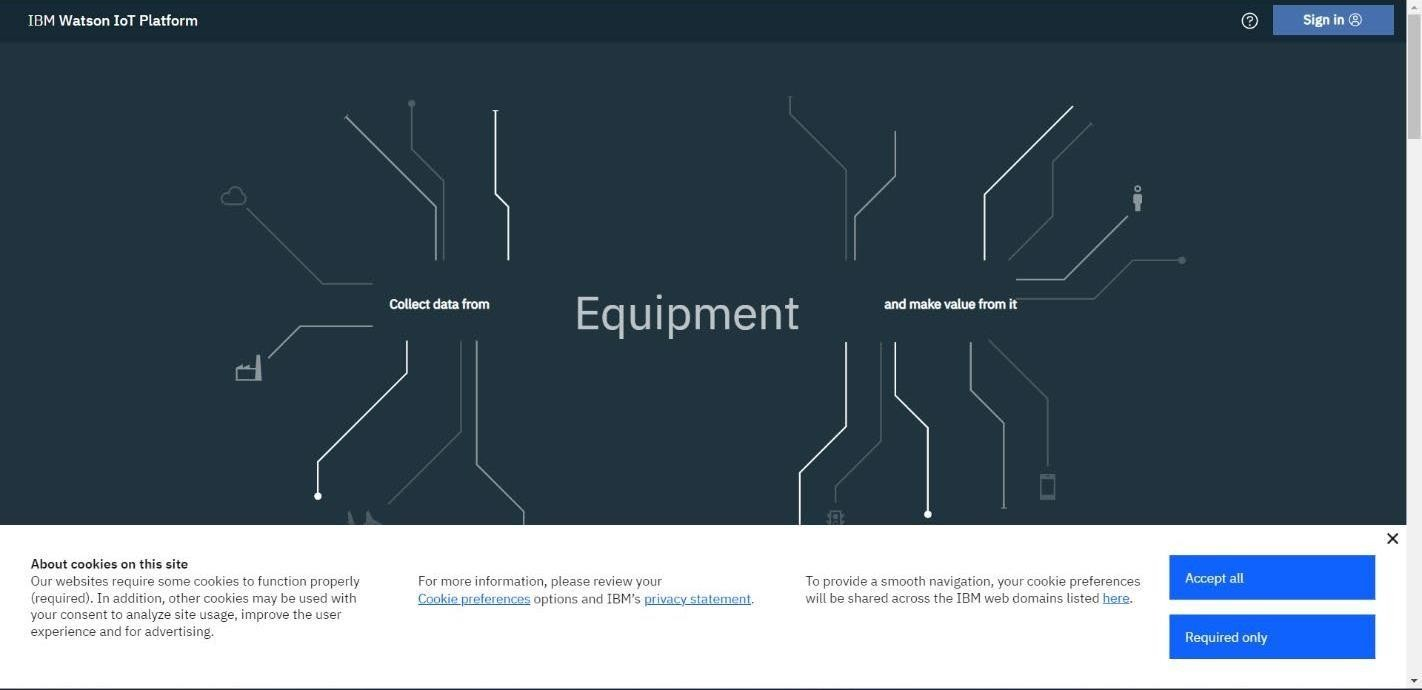 IBM Watson IoT Platform
Sign in
Collect data from
Equipment
and make value from it
About cookies on this site
Our websites require some cookies to function properly
(required). In addition, other cookies may be used with
your consent to analyze site usage, improve the user
experience and for advertising.
For more information, please review your
Cookie preferences options and IBM's privacy statement.
To provide a smooth navigation, your cookie preferences
will be shared across the IBM web domains listed here.
Accept all
Required only